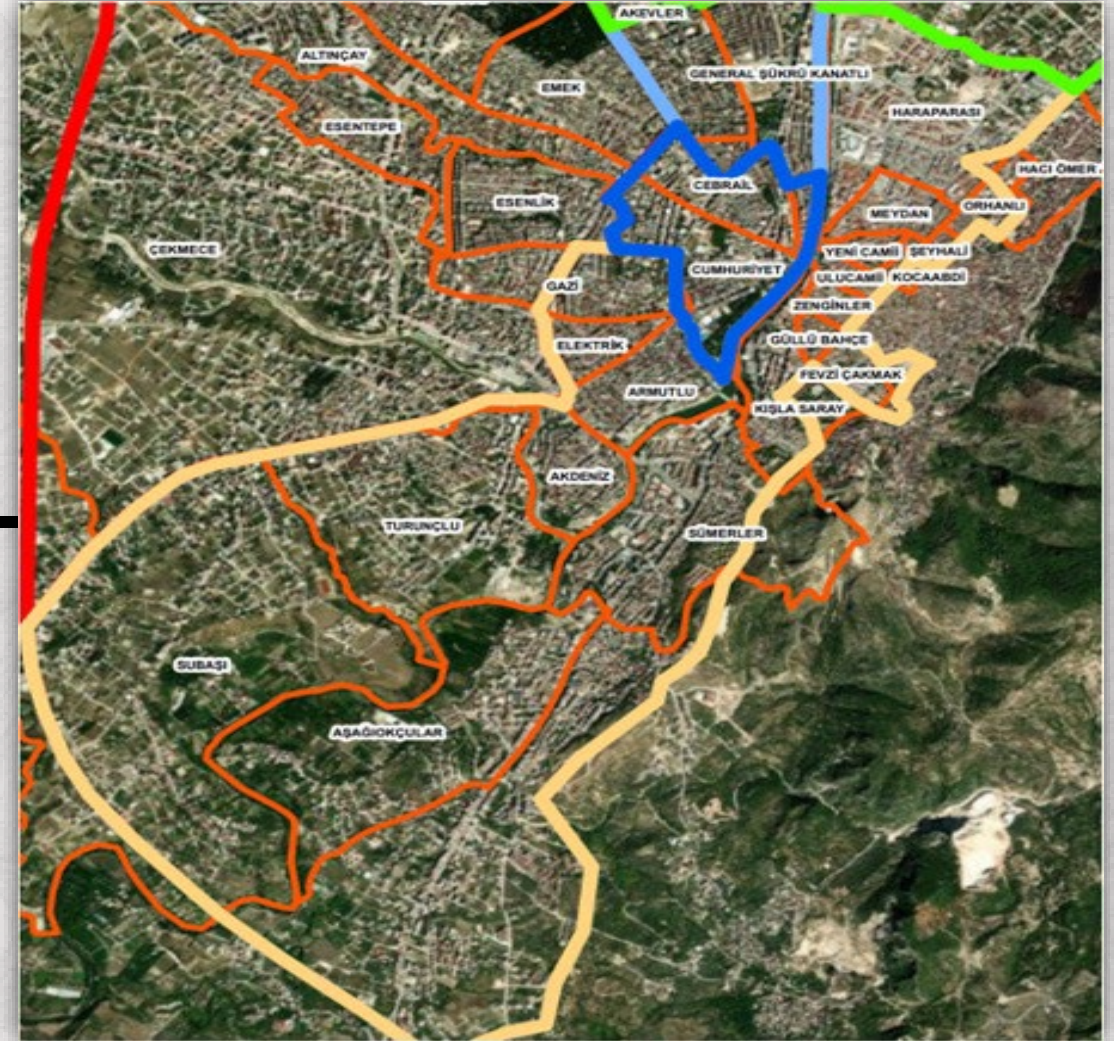 AKEVLER
ALTINÇAY
GENERAL ŞÜKRÜ KANATLI
EMEK
HARAPARASI
ESENTEPE
HACI ÖMER
CEBRAİL
ESENLİK
ORHANLI
MEYDAN
ÇEKMECE
YENİ CAMİİ
ŞEYHALİ
CUMHURİYET
ULUCAMİİ
KOCAABDİ
GAZİ
ZENGİNLER
GÜLLÜ BAHÇE
ELEKTRİK
FEVZİ ÇAKMAK
ARMUTLU
KIŞLA SARAY
AKDENİZ
TURUNÇLU
SÜMERLER
SUBAŞI
AŞAĞIOKÇULAR